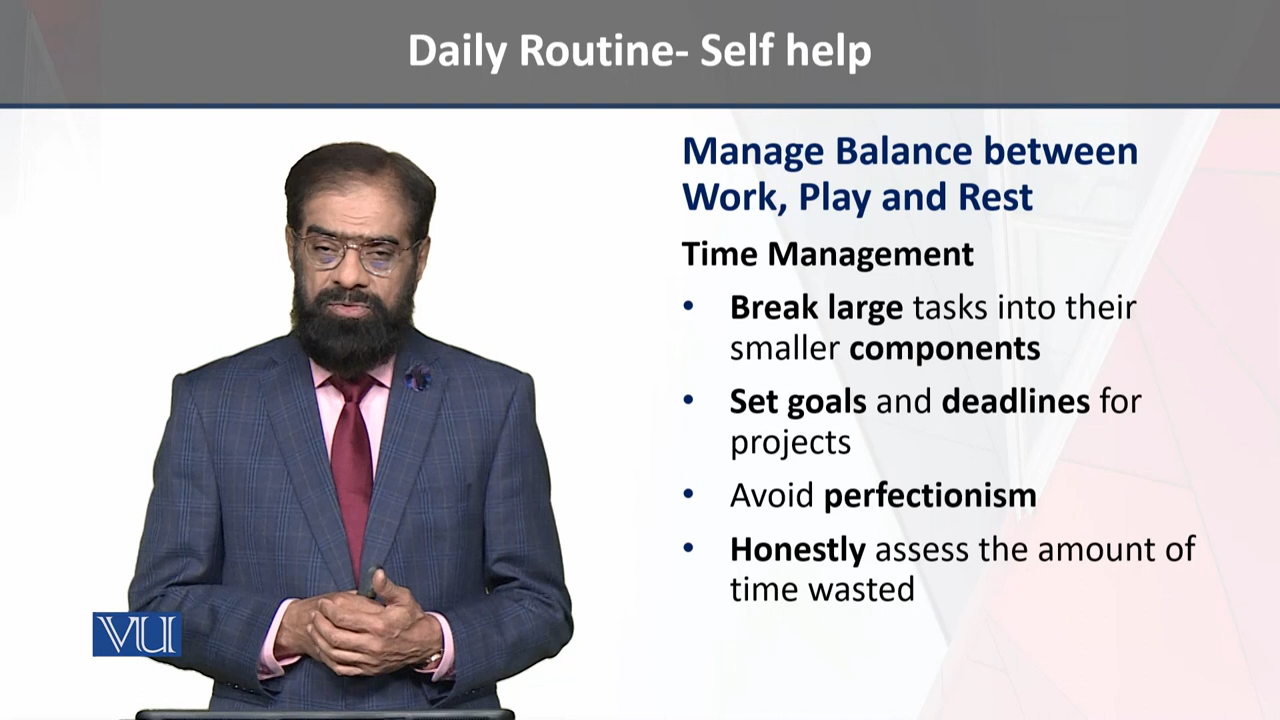 Daily Routine- Self help
Manage Balance between
Work, Play and Rest
Time Management
• Break large tasks into their
smaller components
• Set goals and deadlines for
projects
• Avoid perfectionism
• Honestly assess the amount of
time wasted
VU